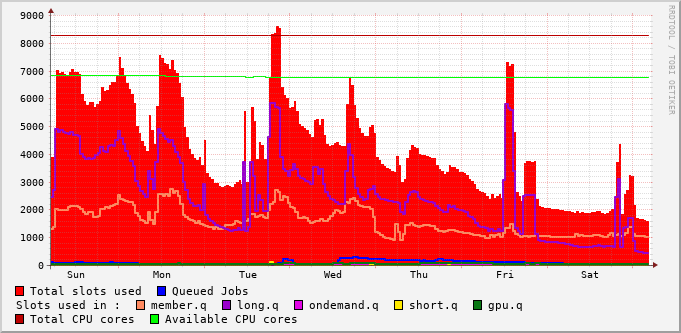 9000
8000
7000
6000
5000
4000
3000
2000
1000
0
Sun Mon Tue Wed Thu Fri Sat
RRDTOOL / TOBI OETIKER
Total slots used Queued Jobs
Slots used in : member.q long.q ondemand.q short.q gpu.q
Total CPU cores Available CPU cores